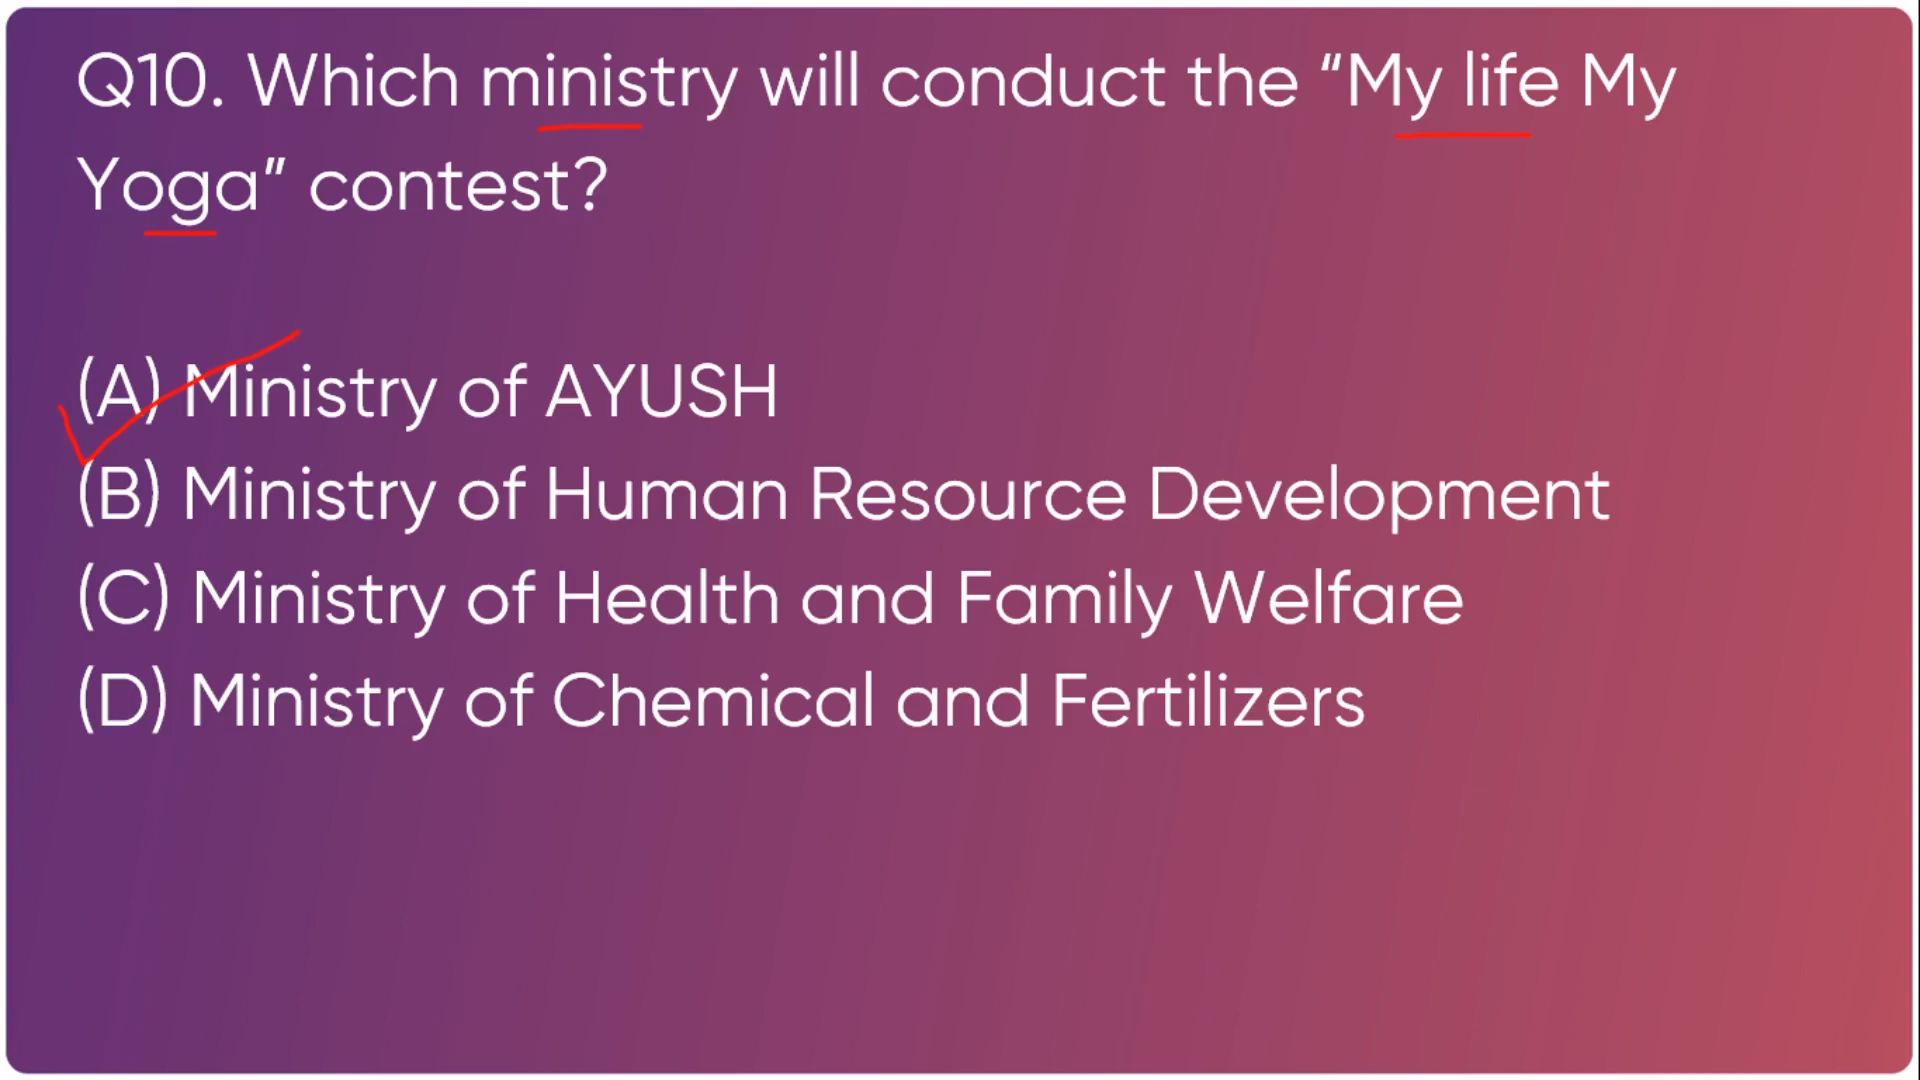 Q10. Which ministry will conduct the “My life My
Yoga” contest?
(A) Ministry of AYUSH
(B) Ministry of Human Resource Development
(C) Ministry of Health and Family Welfare
(D) Ministry of Chemical and Fertilizers